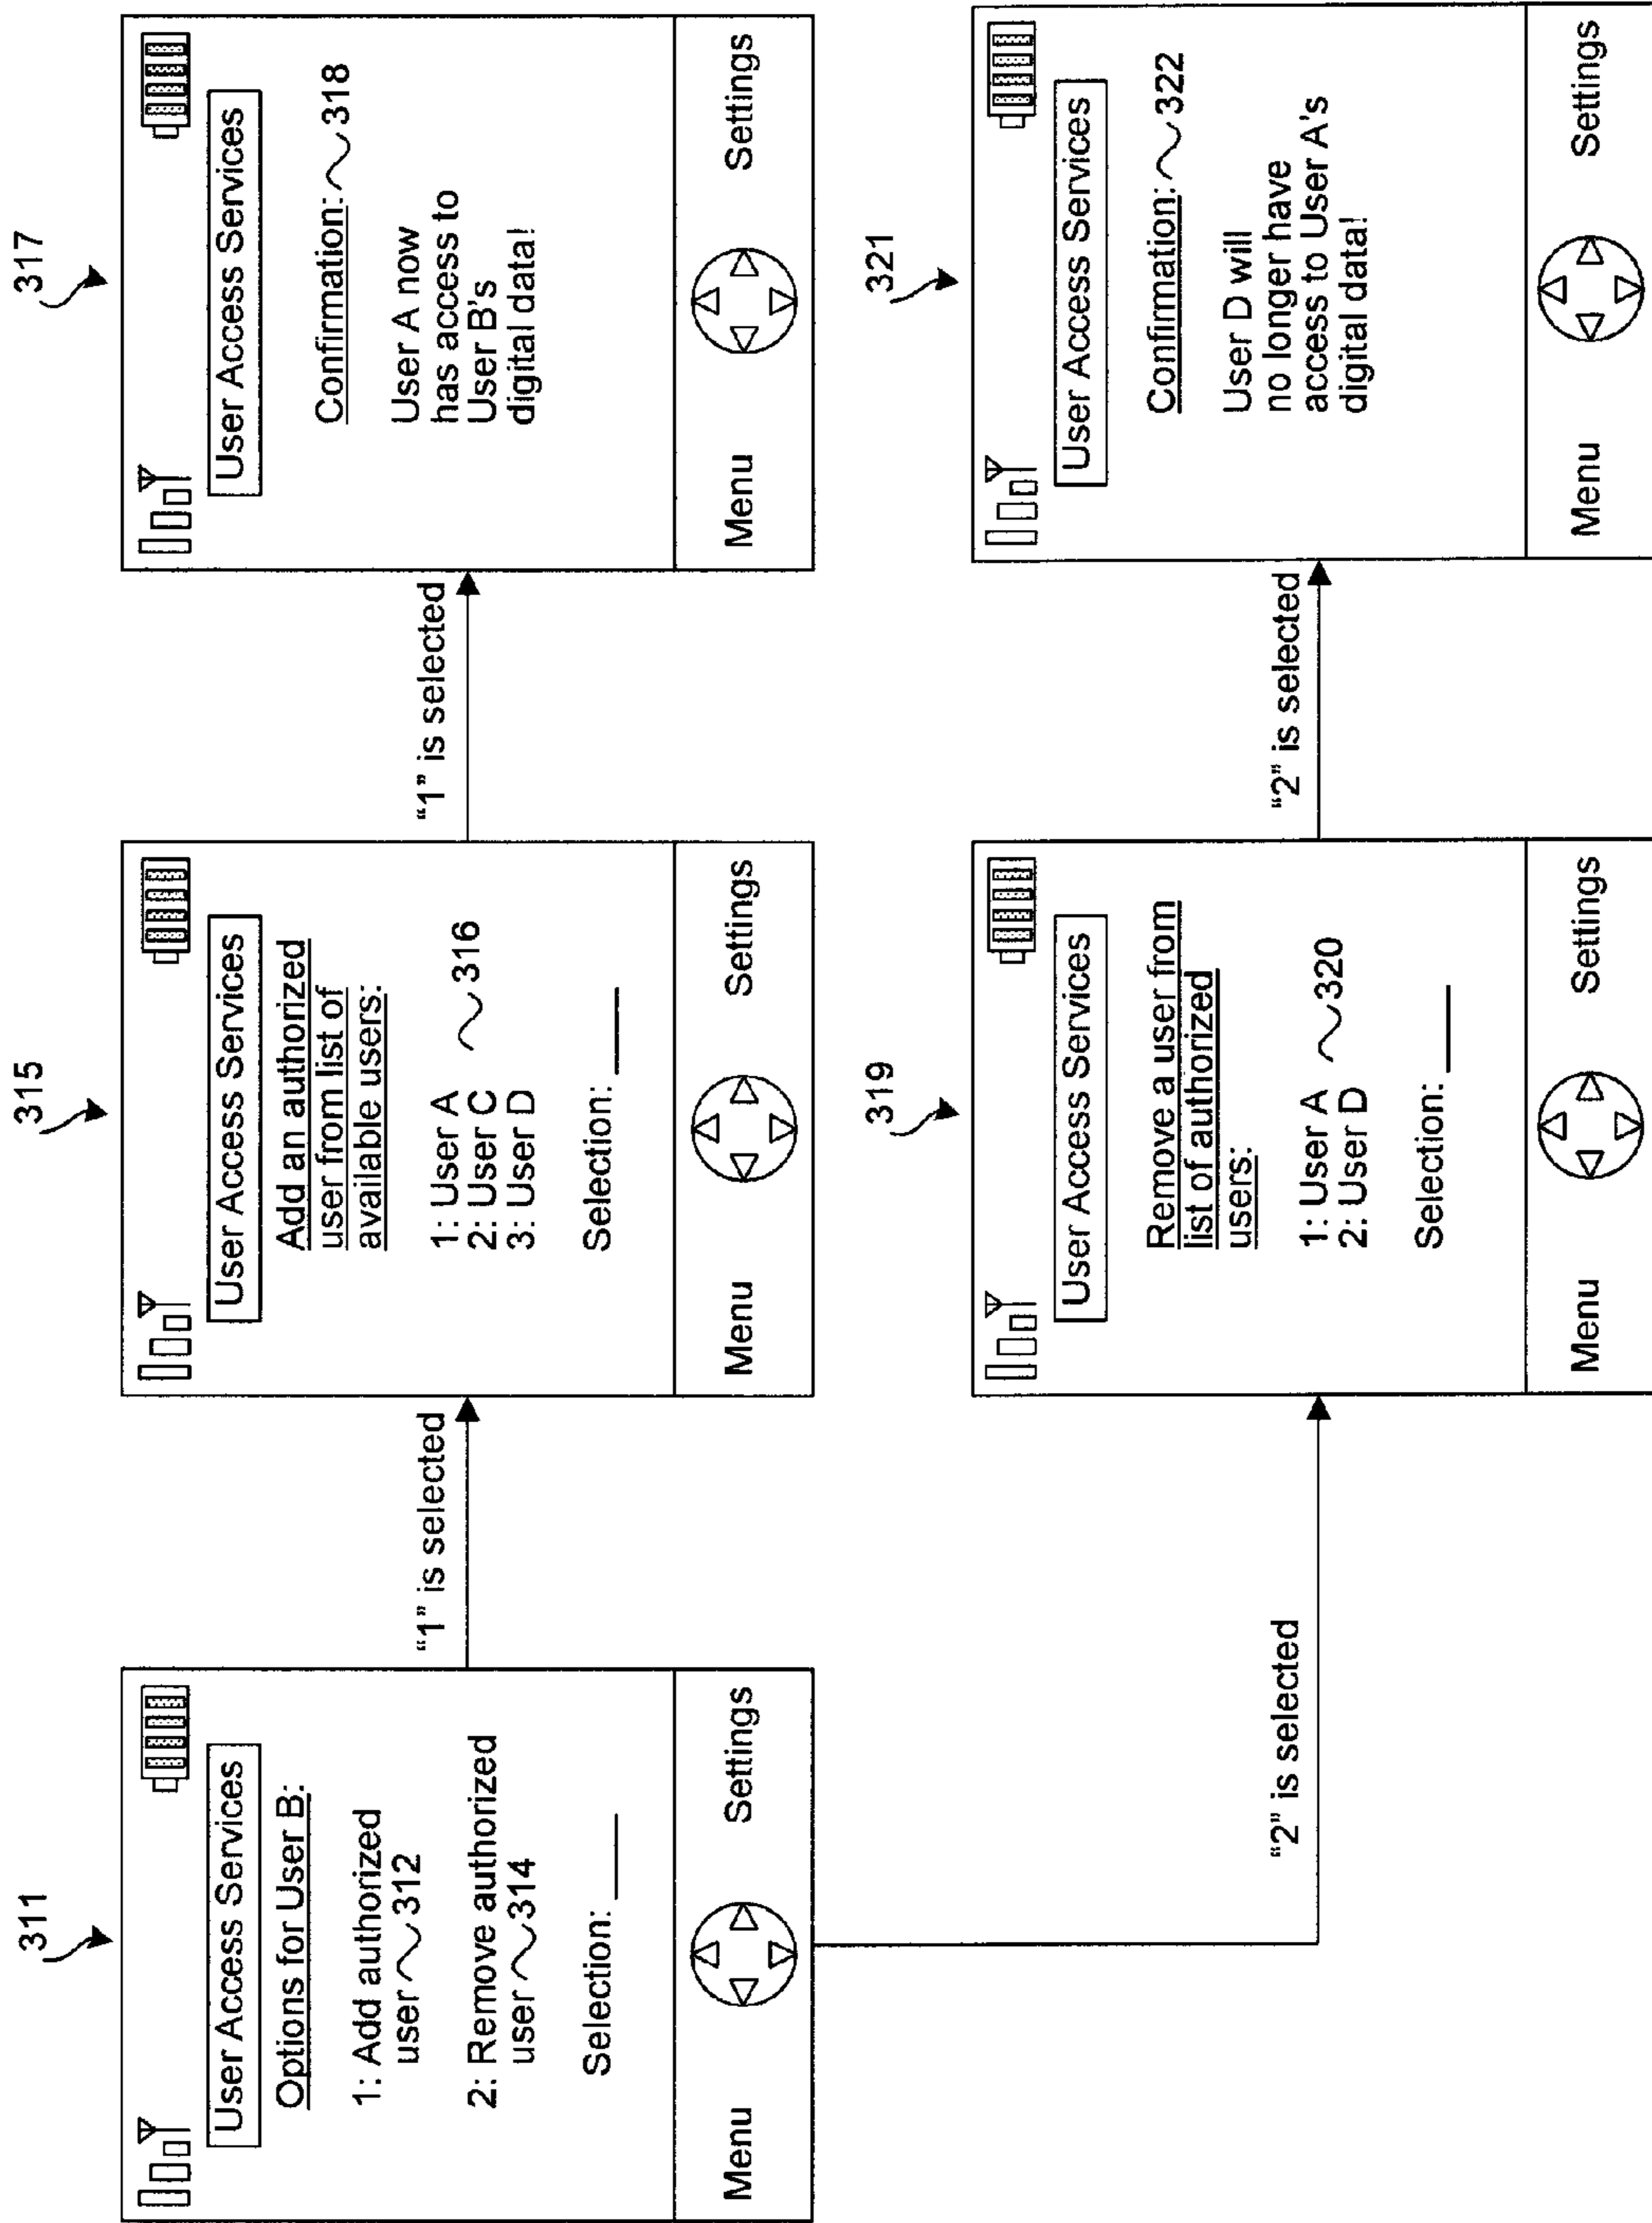 311
User Access Services
Options for User B:
1: Add authorized
user 312
2: Remove authorized
user 314
Selection: ___
Menu
Settings
"1" is selected
315
User Access Services
Add an authorized
user from list of
available users:
1: User A
2: User C 316
3: User D
Selection: ___
Menu
Settings
"1" is selected
317
User Access Services
Confirmation: 318
User A now
has access to
User B's
digital data!
Menu
Settings
"2" is selected
319
User Access Services
Remove a user from
list of authorized
users:
1: User A
2: User D 320
Selection: ___
Menu
Settings
"2" is selected
321
User Access Services
Confirmation: 322
User D will
no longer have
access to User A's
digital data!
Menu
Settings